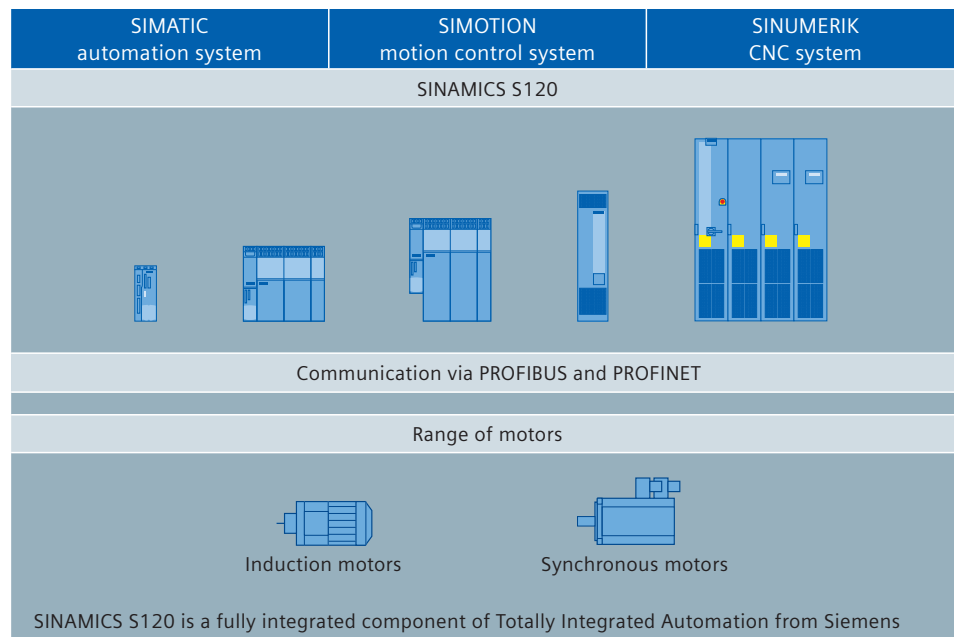 SIMATIC
automation system
SIMOTION
motion control system
SINUMERIK
CNC system
SINAMICS S120
Communication via PROFIBUS and PROFINET
Range of motors
Induction motors
Synchronous motors
SINAMICS S120 is a fully integrated component of Totally Integrated Automation from Siemens